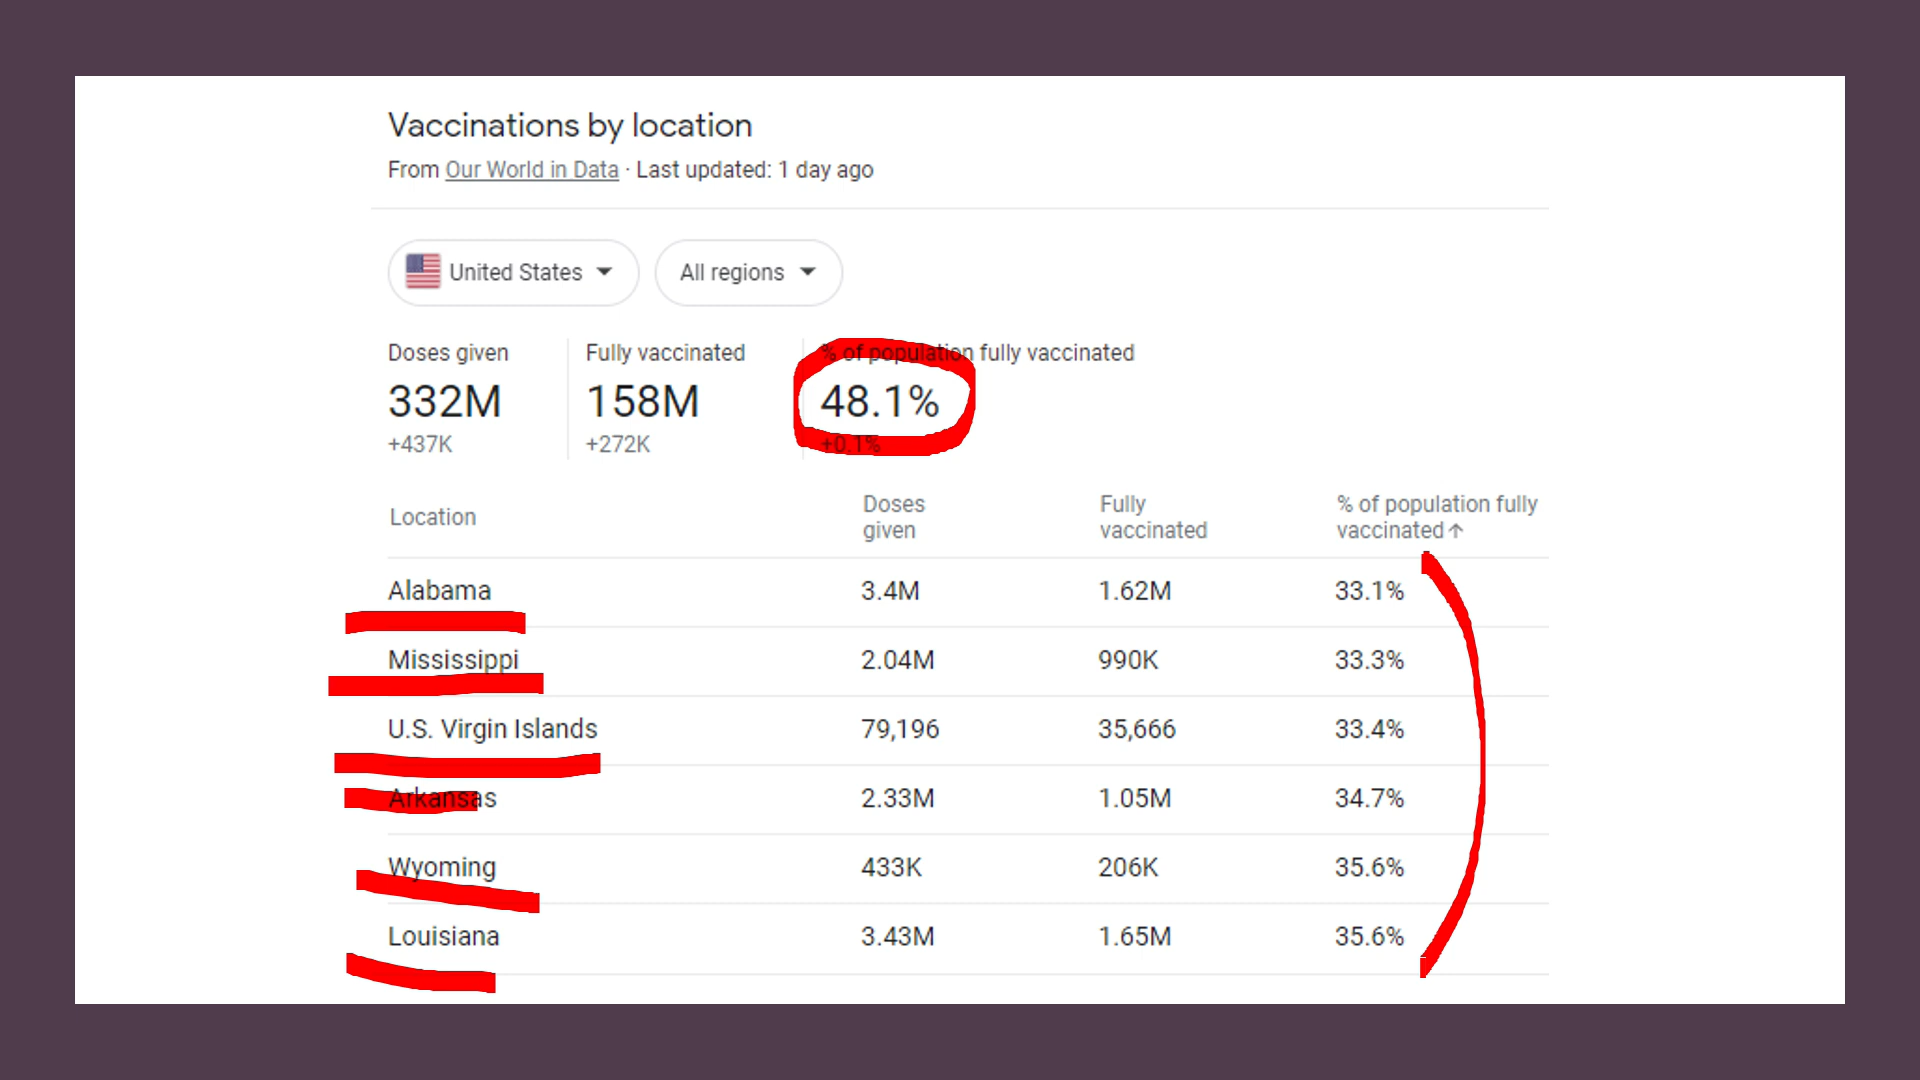 Vaccinations by location
From Our World in Data · Last updated: 1 day ago
United States All regions
Doses given Fully vaccinated % of population fully vaccinated
332M 158M 48.1%
+437K +272K +0.1%
Location Doses given Fully vaccinated % of population fully vaccinated↑
Alabama 3.4M 1.62M 33.1%
Mississippi 2.04M 990K 33.3%
U.S. Virgin Islands 79,196 35,666 33.4%
Arkansas 2.33M 1.05M 34.7%
Wyoming 433K 206K 35.6%
Louisiana 3.43M 1.65M 35.6%